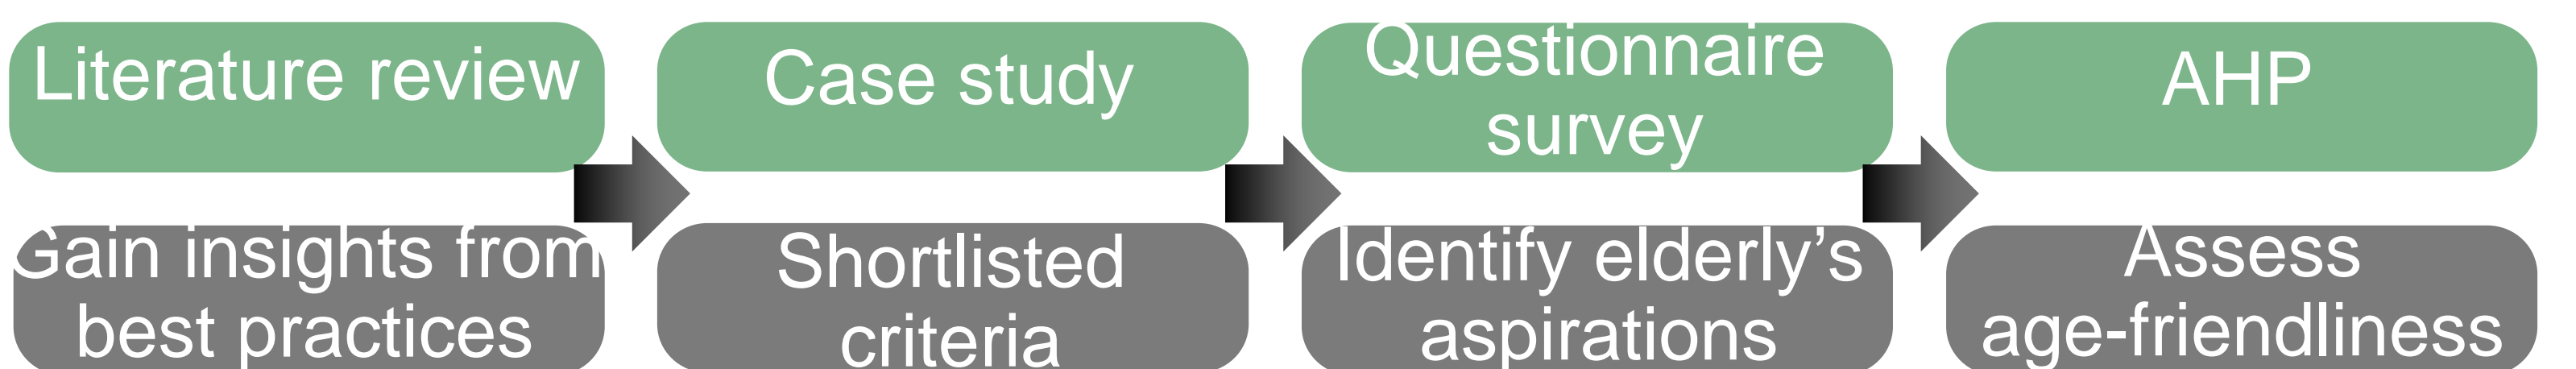 Literature review
Case study
Questionnaire
survey
AHP
Gain insights from
best practices
Shortlisted
criteria
Identify elderly’s
aspirations
Assess
age-friendliness